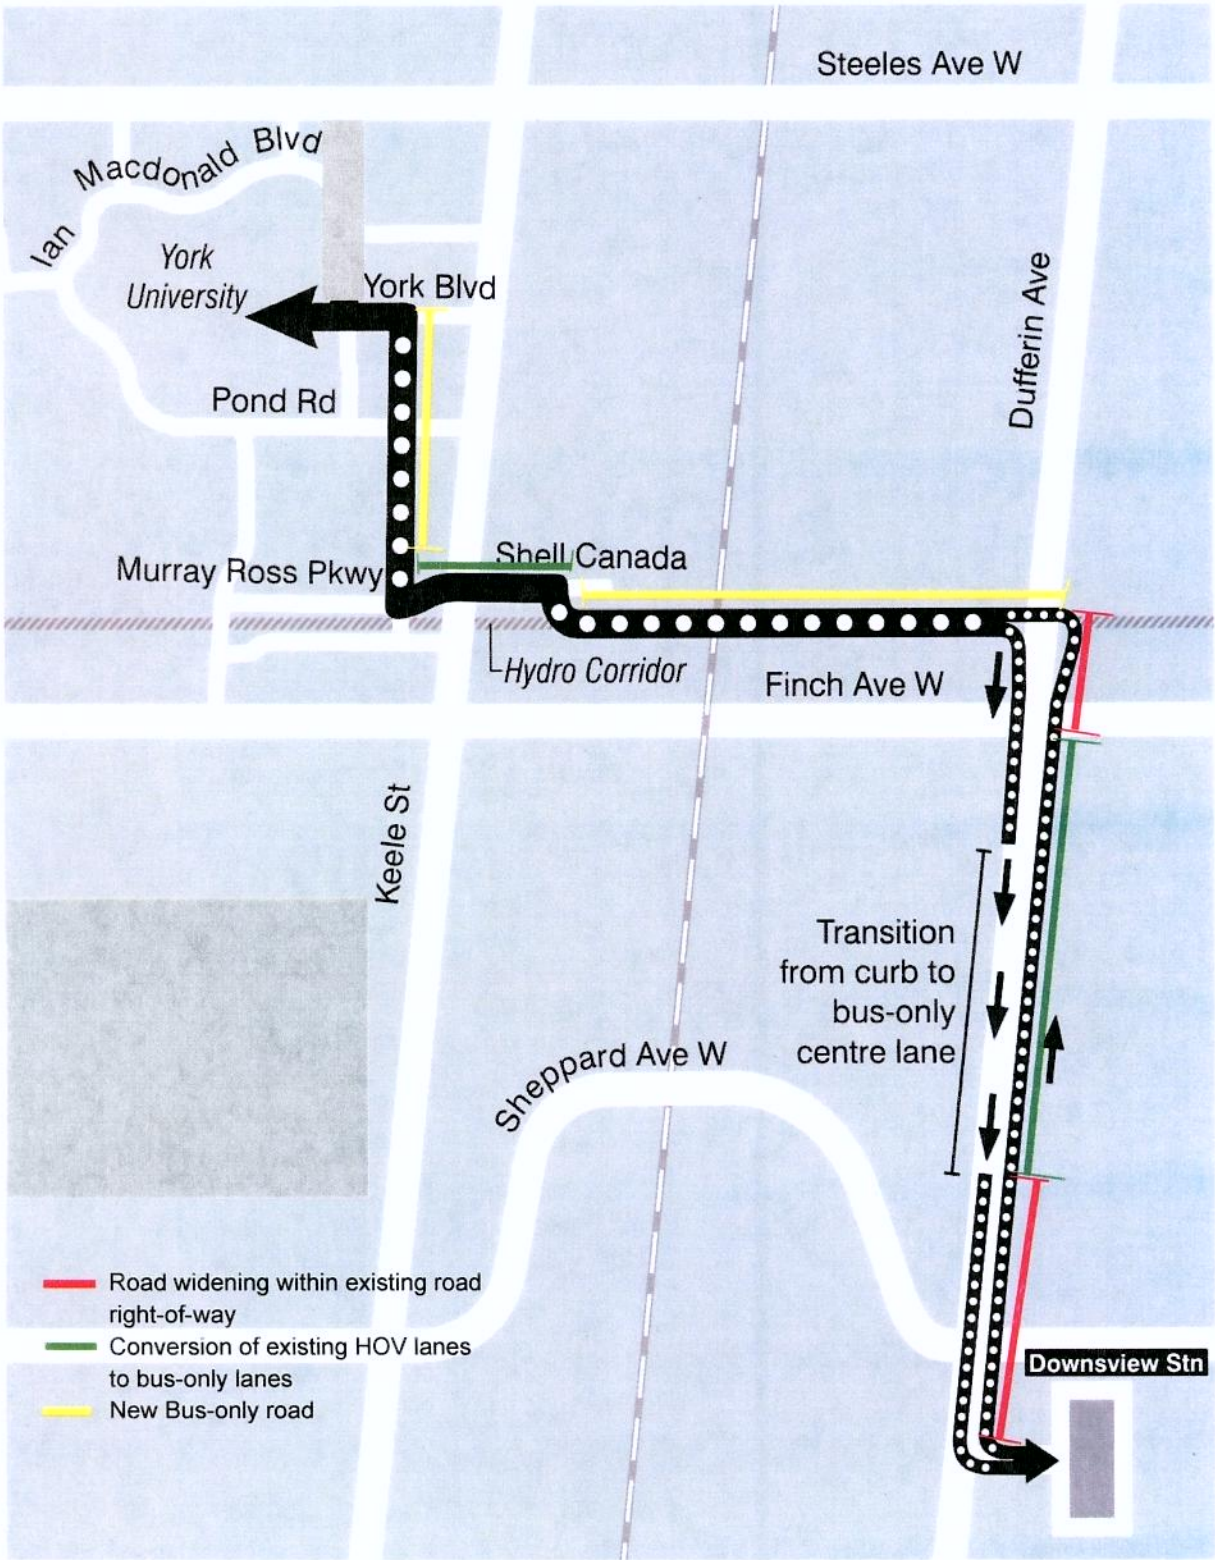 Steeles Ave W
Ian Macdonald Blvd
York
University
York Blvd
Dufferin Ave
Pond Rd
Murray Ross Pkwy
Shell Canada
Hydro Corridor
Finch Ave W
Keele St
Transition
from curb to
bus-only
centre lane
Sheppard Ave W
Road widening within existing road
right-of-way
Conversion of existing HOV lanes
to bus-only lanes
New Bus-only road
Downsview Stn